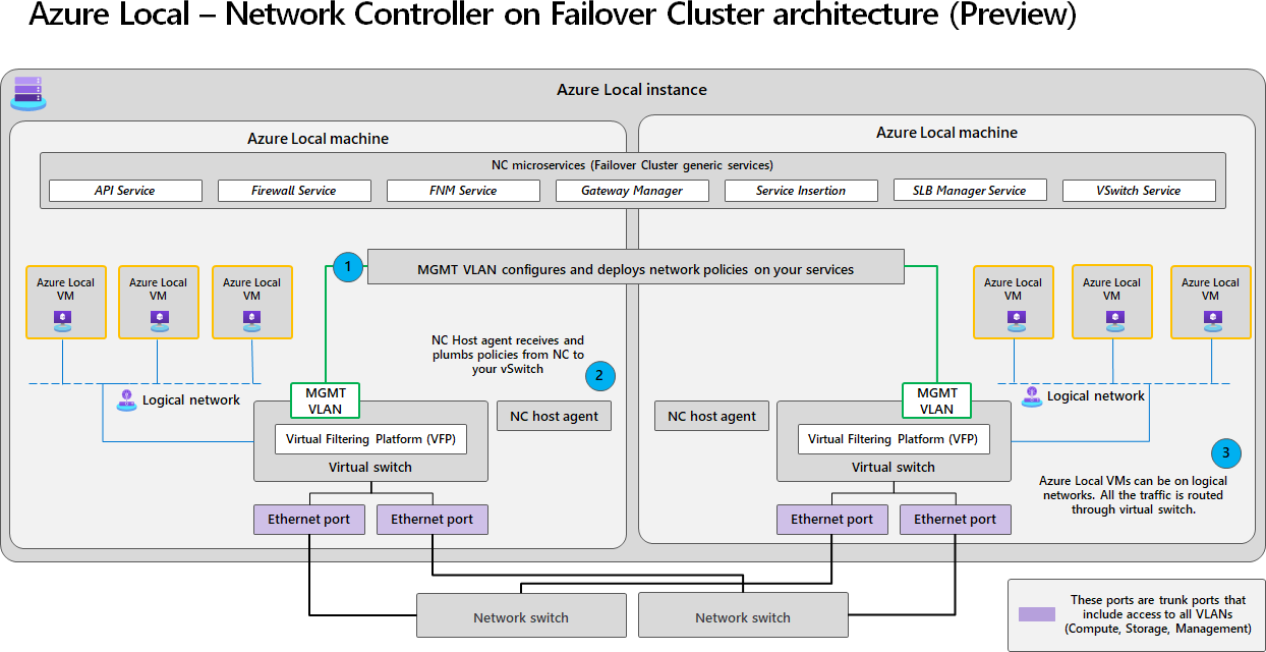 Azure Local – Network Controller on Failover Cluster architecture (Preview)
Azure Local instance
Azure Local machine
Azure Local machine
NC microservices (Failover Cluster generic services)
API Service
Firewall Service
FNM Service
Gateway Manager
Service Insertion
SLB Manager Service
VSwitch Service
1
MGMT VLAN configures and deploys network policies on your services
Azure Local
VM
Azure Local
VM
Azure Local
VM
Azure Local
VM
Azure Local
VM
Azure Local
VM
NC Host agent receives and
plumbs policies from NC to
your vSwitch
2
Logical network
MGMT
VLAN
NC host agent
Virtual Filtering Platform (VFP)
Virtual switch
Ethernet port
Ethernet port
NC host agent
MGMT
VLAN
Logical network
Virtual Filtering Platform (VFP)
Virtual switch
3
Azure Local VMs can be on logical
networks. All the traffic is routed
through virtual switch.
Ethernet port
Ethernet port
Network switch
Network switch
These ports are trunk ports that
include access to all VLANs
(Compute, Storage, Management)